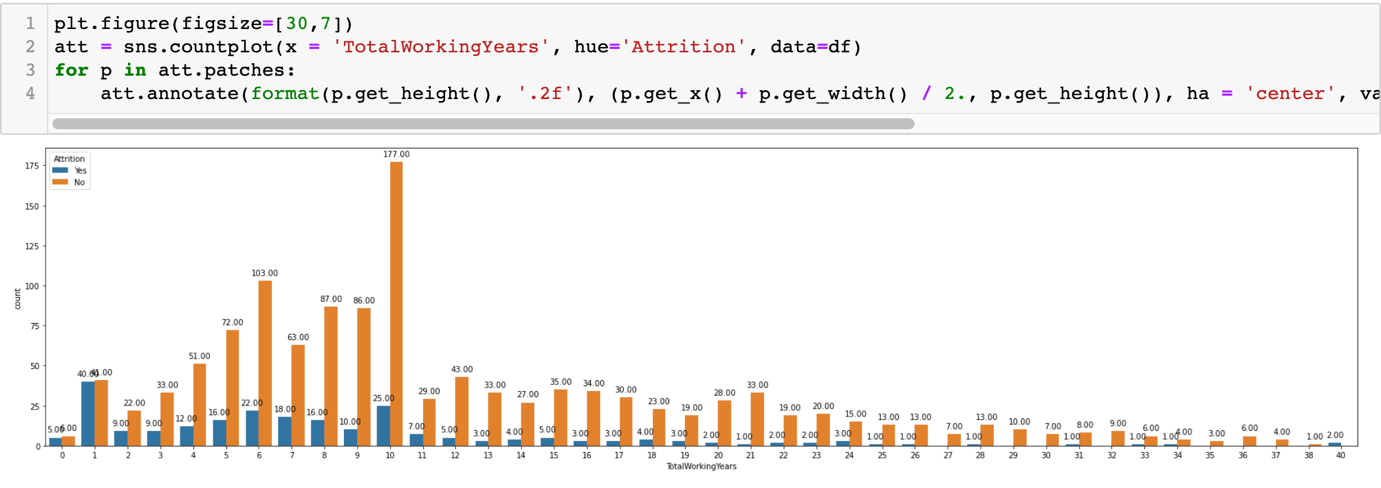 1 plt.figure(figsize=[30,7])
2 att = sns.countplot(x = 'TotalWorkingYears', hue='Attrition', data=df)
3 for p in att.patches:
4 att.annotate(format(p.get_height(), '.2f'), (p.get_x() + p.get_width() / 2., p.get_height()), ha = 'center', va
177.00
Attrition
Yes
No
175
150
125
103.00
100
87.00 86.00
72.00
75
63.00
51.00
50
40.00 41.00
43.00
33.00 29.00 33.00 35.00 34.00 30.00 28.00 33.00
22.00 22.00 25.00 27.00 23.00
25
12.00 16.00 18.00 16.00 10.00 19.00 19.00 20.00 15.00 13.00 13.00 13.00 10.00
5.00 6.00 9.00 9.00 7.00 5.00 3.00 4.00 5.00 3.00 3.00 4.00 3.00 2.00 1.00 2.00 2.00 3.00 1.00 1.00 7.00 1.00 7.00 1.00 8.00 9.00 1.00 6.00 1.00 4.00 3.00 6.00 4.00 1.00 2.00
0
count
0 1 2 3 4 5 6 7 8 9 10 11 12 13 14 15 16 17 18 19 20 21 22 23 24 25 26 27 28 29 30 31 32 33 34 35 36 37 38 40
TotalWorkingYears